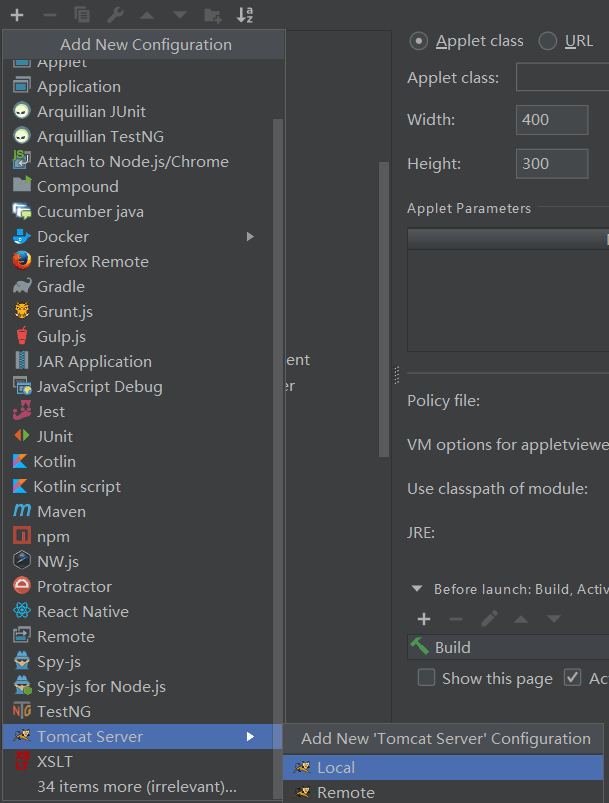 Add New Configuration
Applet
Application
Arquillian JUnit
Arquillian TestNG
Attach to Node.js/Chrome
Compound
Cucumber java
Docker
Firefox Remote
Gradle
Grunt.js
Gulp.js
JAR Application
JavaScript Debug
Jest
JUnit
Kotlin
Kotlin script
Maven
npm
NW.js
Protractor
React Native
Remote
Spy-js
Spy-js for Node.js
TestNG
Tomcat Server
XSLT
34 items more (irrelevant)...
Add New 'Tomcat Server' Configuration
Local
Remote
ent
er
Applet class
URL
Applet class:
Width:
400
Height:
300
Applet Parameters
Policy file:
VM options for appletviewe
Use classpath of module:
JRE:
Before launch: Build, Activ
Build
Show this page
Ac